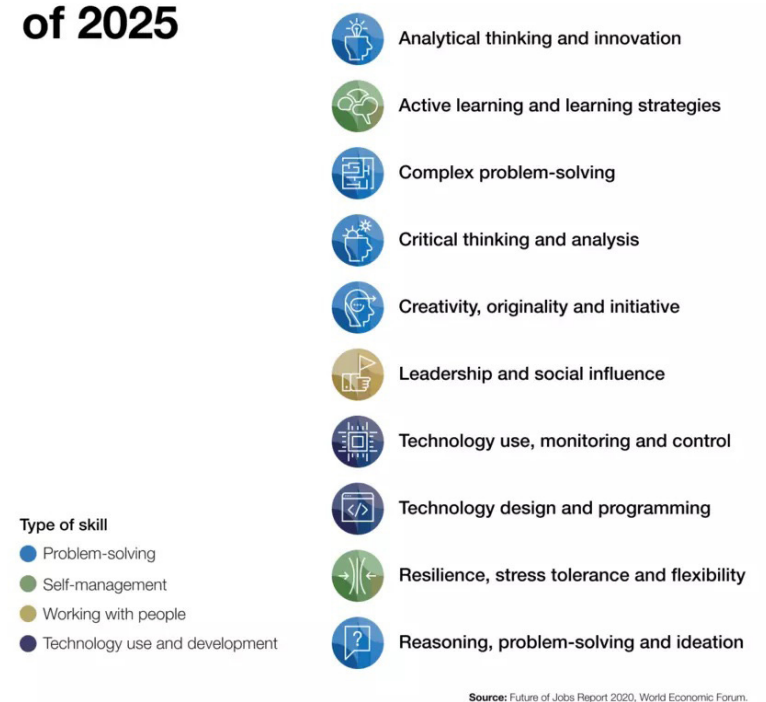 of 2025
Analytical thinking and innovation
Active learning and learning strategies
Complex problem-solving
Critical thinking and analysis
Creativity, originality and initiative
Leadership and social influence
Technology use, monitoring and control
Technology design and programming
</>
Resilience, stress tolerance and flexibility
?
Reasoning, problem-solving and ideation
Type of skill
Problem-solving
Self-management
Working with people
Technology use and development
Source: Future of Jobs Report 2020, World Economic Forum.